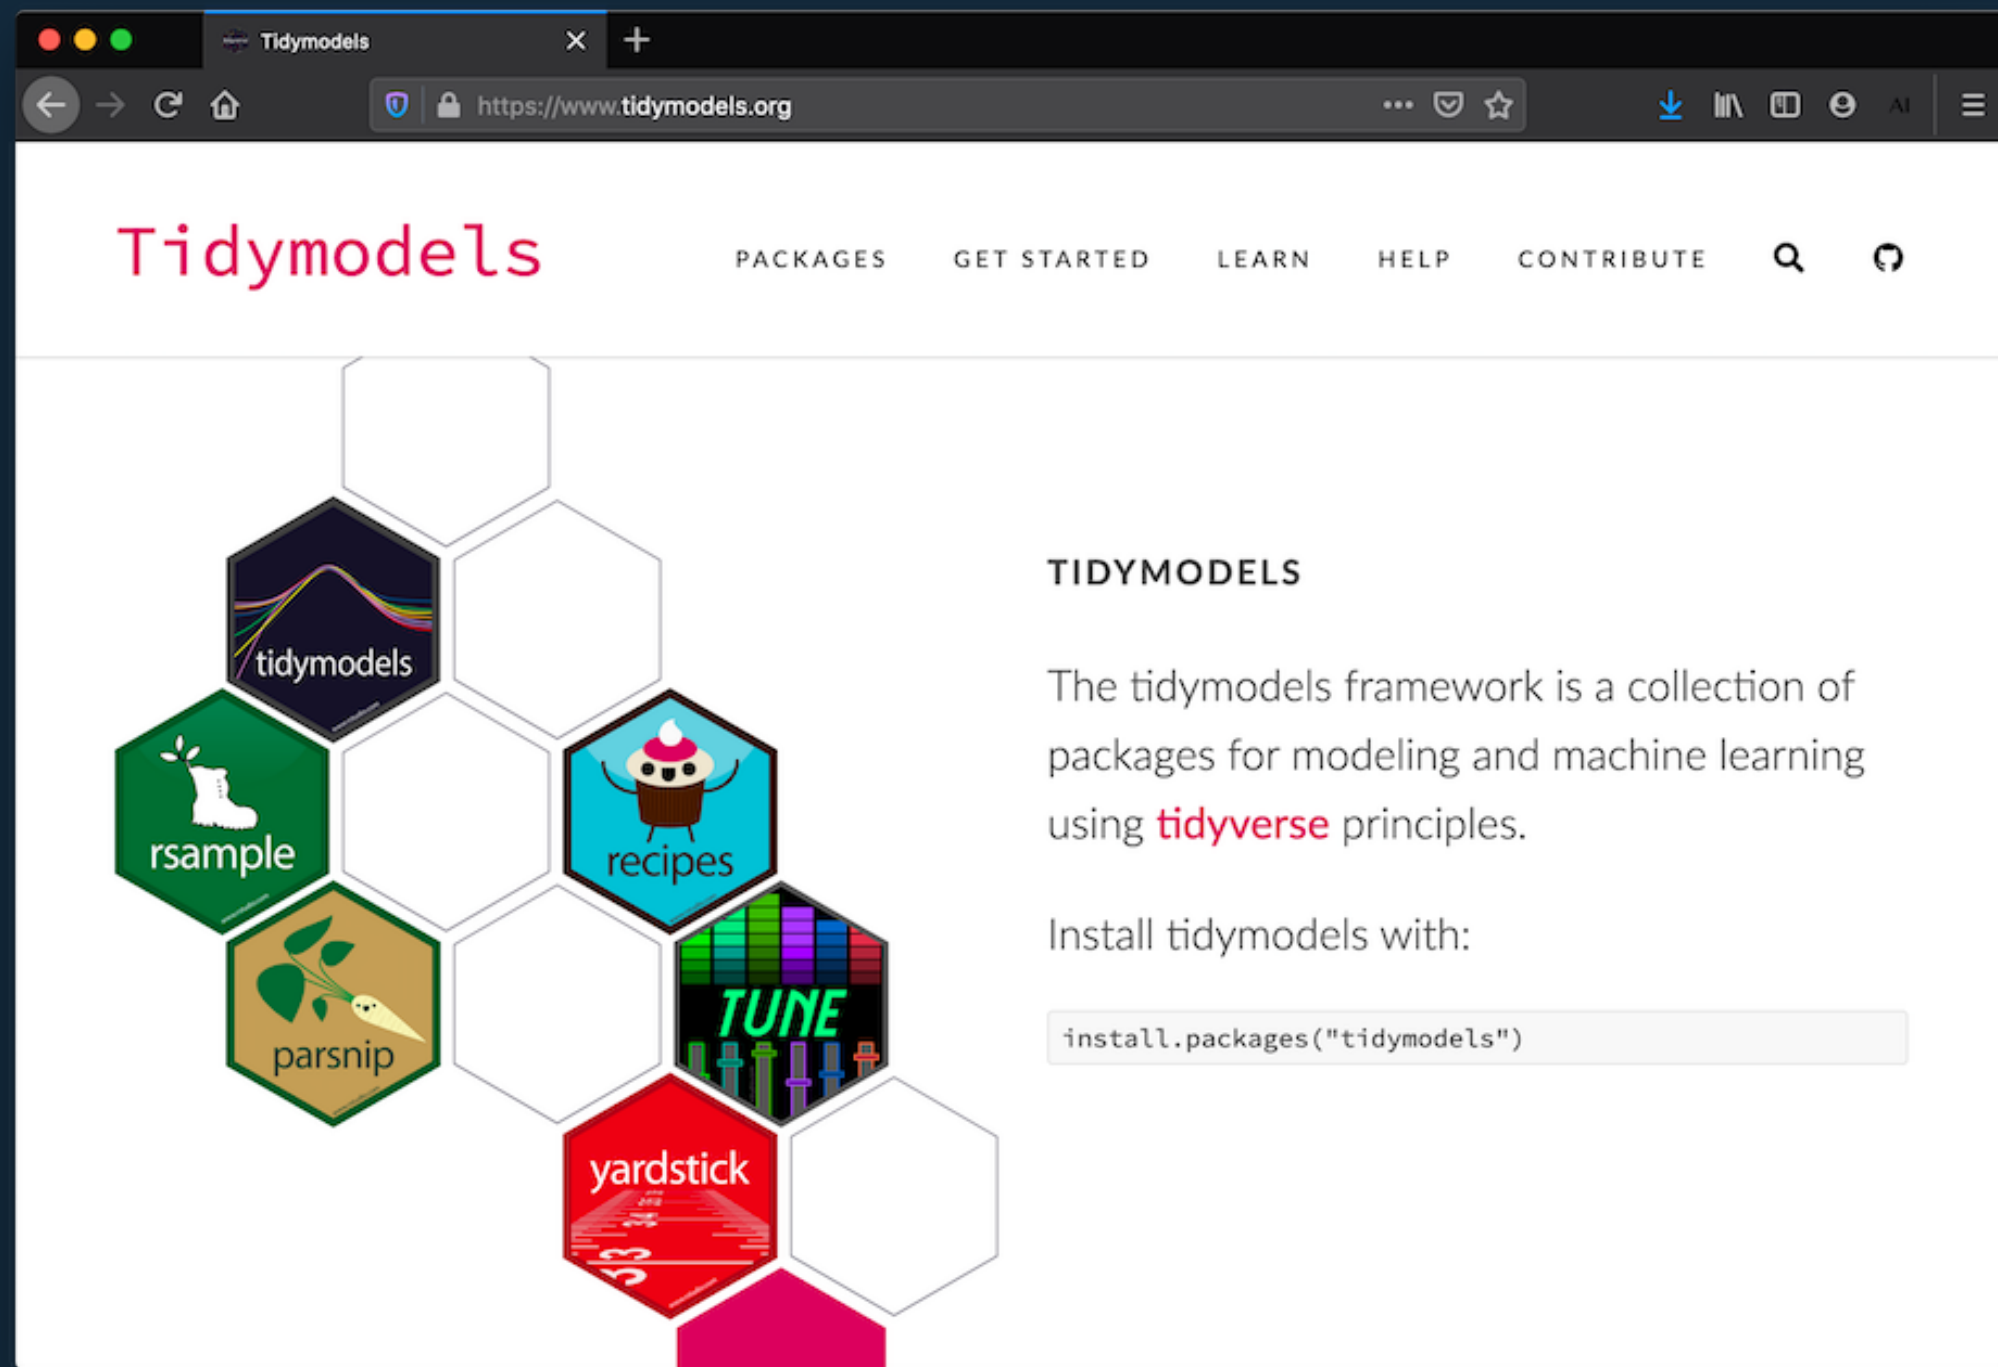 Tidymodels
https://www.tidymodels.org
AI
Tidymodels
PACKAGES GET STARTED LEARN HELP CONTRIBUTE
tidymodels
rsample
recipes
parsnip
TUNE
yardstick
TIDYMODELS
The tidymodels framework is a collection of
packages for modeling and machine learning
using tidyverse principles.
Install tidymodels with:
install.packages("tidymodels")